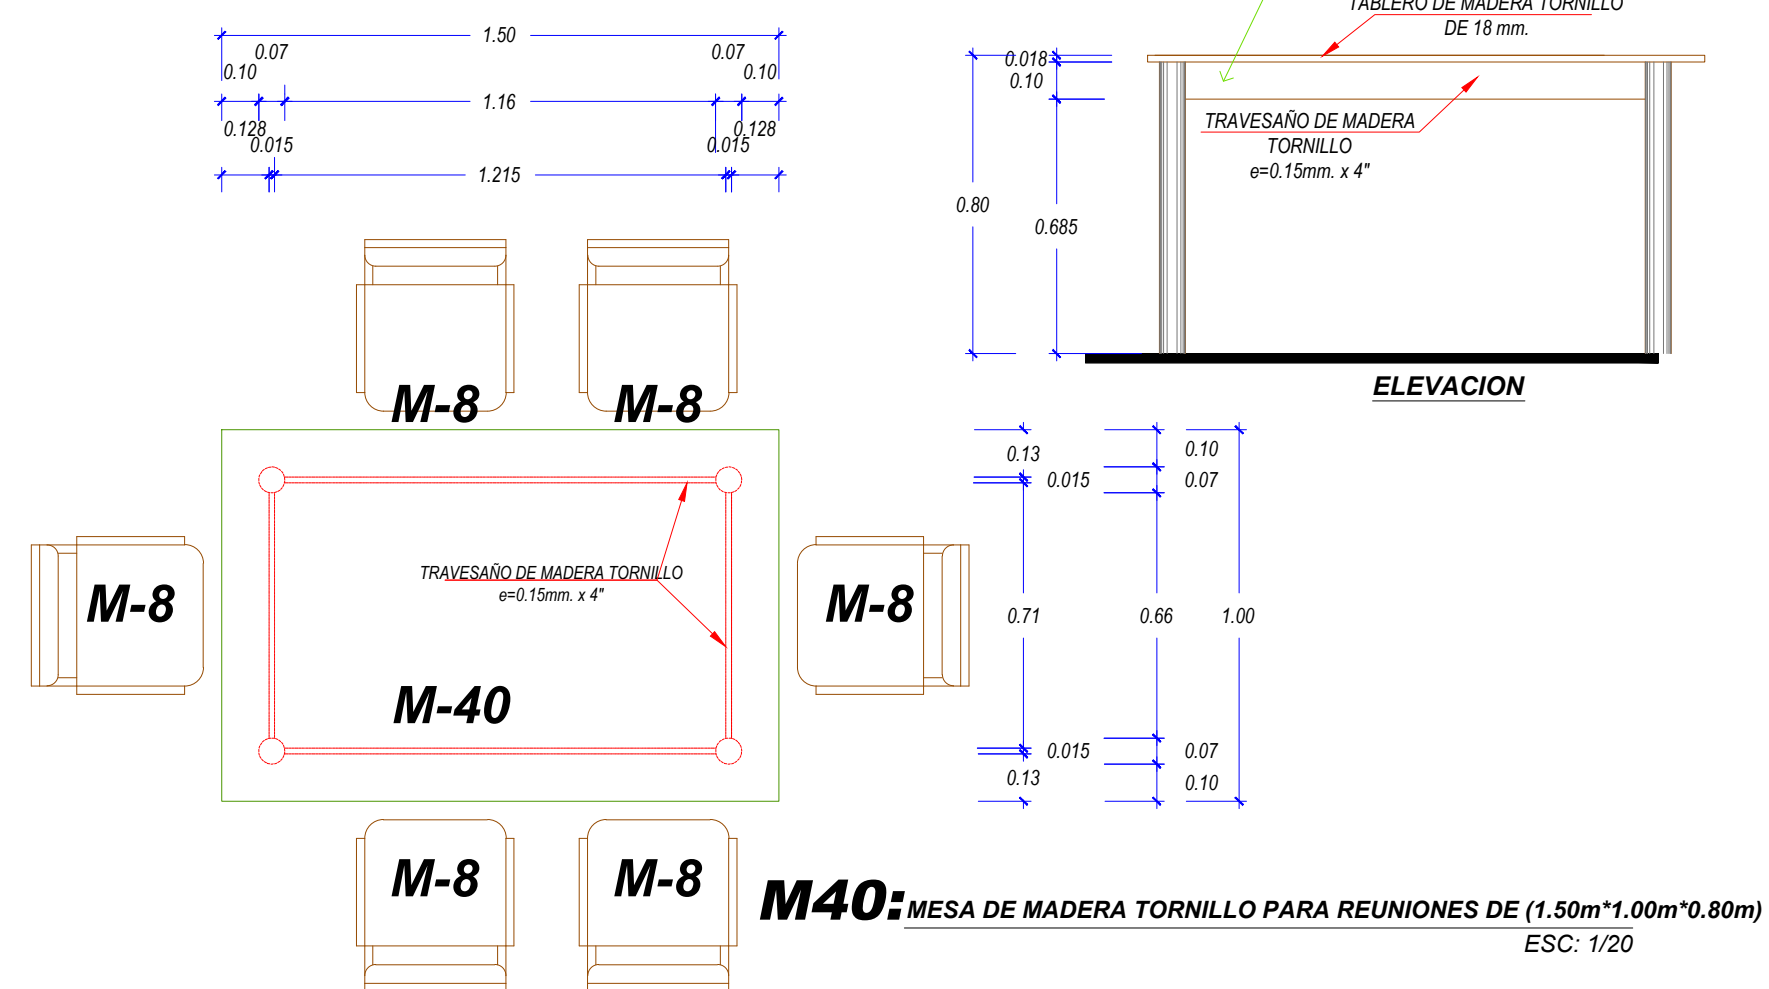 1.50
0.07
0.07
0.10
0.10
1.16
0.128
0.128
0.015
0.015
1.215
TABLERO DE MADERA TORNILLO
DE 18 mm.
0.018
0.10
TRAVESAÑO DE MADERA
TORNILLO
e=0.15mm. x 4"
0.80
0.685
ELEVACION
M-8
M-8
0.13
0.10
0.015
0.07
TRAVESAÑO DE MADERA TORNILLO
e=0.15mm. x 4"
M-8
M-8
0.71
0.66
1.00
M-40
0.015
0.07
0.13
0.10
M-8
M-8
M40: MESA DE MADERA TORNILLO PARA REUNIONES DE (1.50m*1.00m*0.80m)
ESC: 1/20